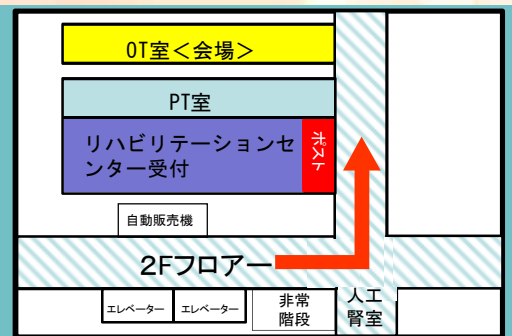 OT室＜会場＞
PT室
リハビリテーションセ
ンター受付
ポスト
自動販売機
2Fフロアー
エレベーター
エレベーター
非常
階段
人工
腎室